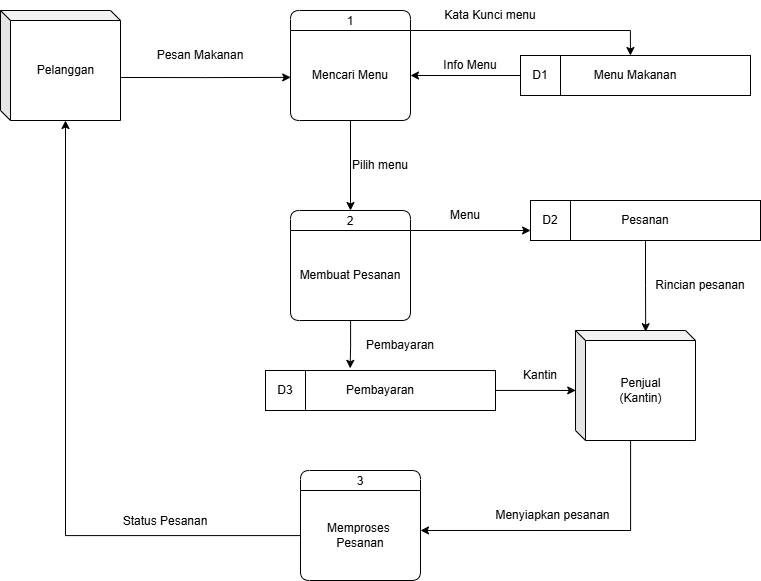 1
Kata Kunci menu
Pelanggan
Pesan Makanan
Mencari Menu
Info Menu
D1
Menu Makanan
Pilih menu
2
Menu
D2
Pesanan
Membuat Pesanan
Rincian pesanan
Pembayaran
D3
Pembayaran
Kantin
Penjual
(Kantin)
3
Status Pesanan
Memproses
Pesanan
Menyiapkan pesanan